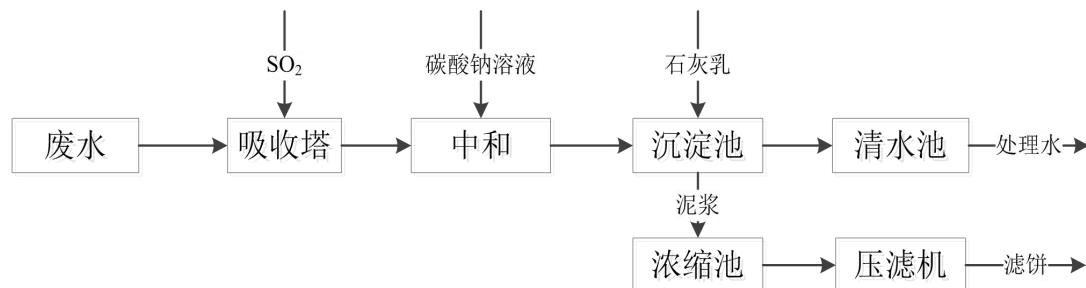 SO₂
碳酸钠溶液
石灰乳
废水
吸收塔
中和
沉淀池
清水池
处理水
泥浆
浓缩池
压滤机
滤饼